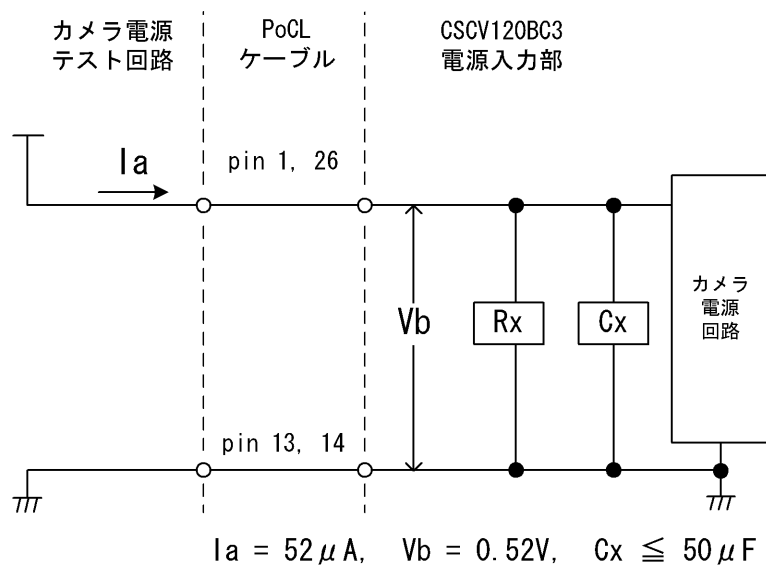 カメラ電源
テスト回路
PoCL
ケーブル
CSCV120BC3
電源入力部
Ia
pin 1, 26
Vb
Rx
Cx
カメラ
電源
回路
pin 13, 14
Ia = 52μA, Vb = 0.52V, Cx ≦ 50μF